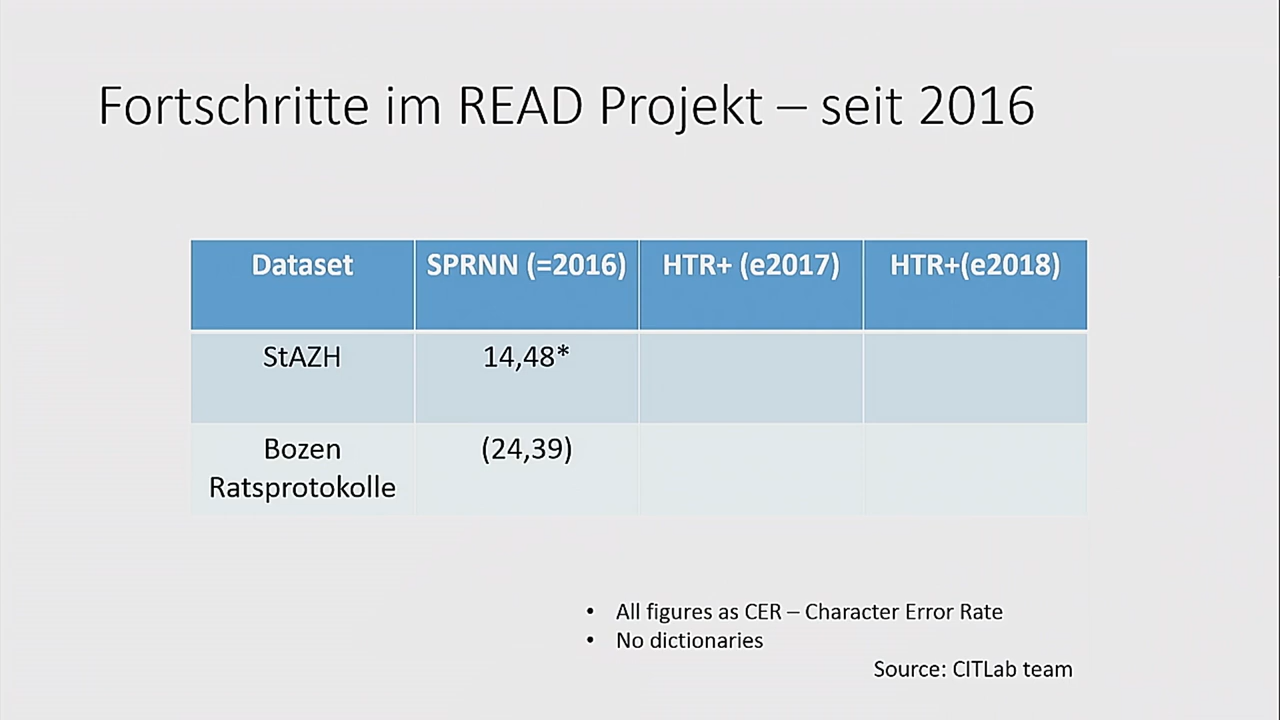 Fortschritte im READ Projekt – seit 2016
Dataset SPRNN (=2016) HTR+ (e2017) HTR+(e2018)
StAZH 14,48*
Bozen (24,39)
Ratsprotokolle
• All figures as CER – Character Error Rate
• No dictionaries
Source: CITLab team